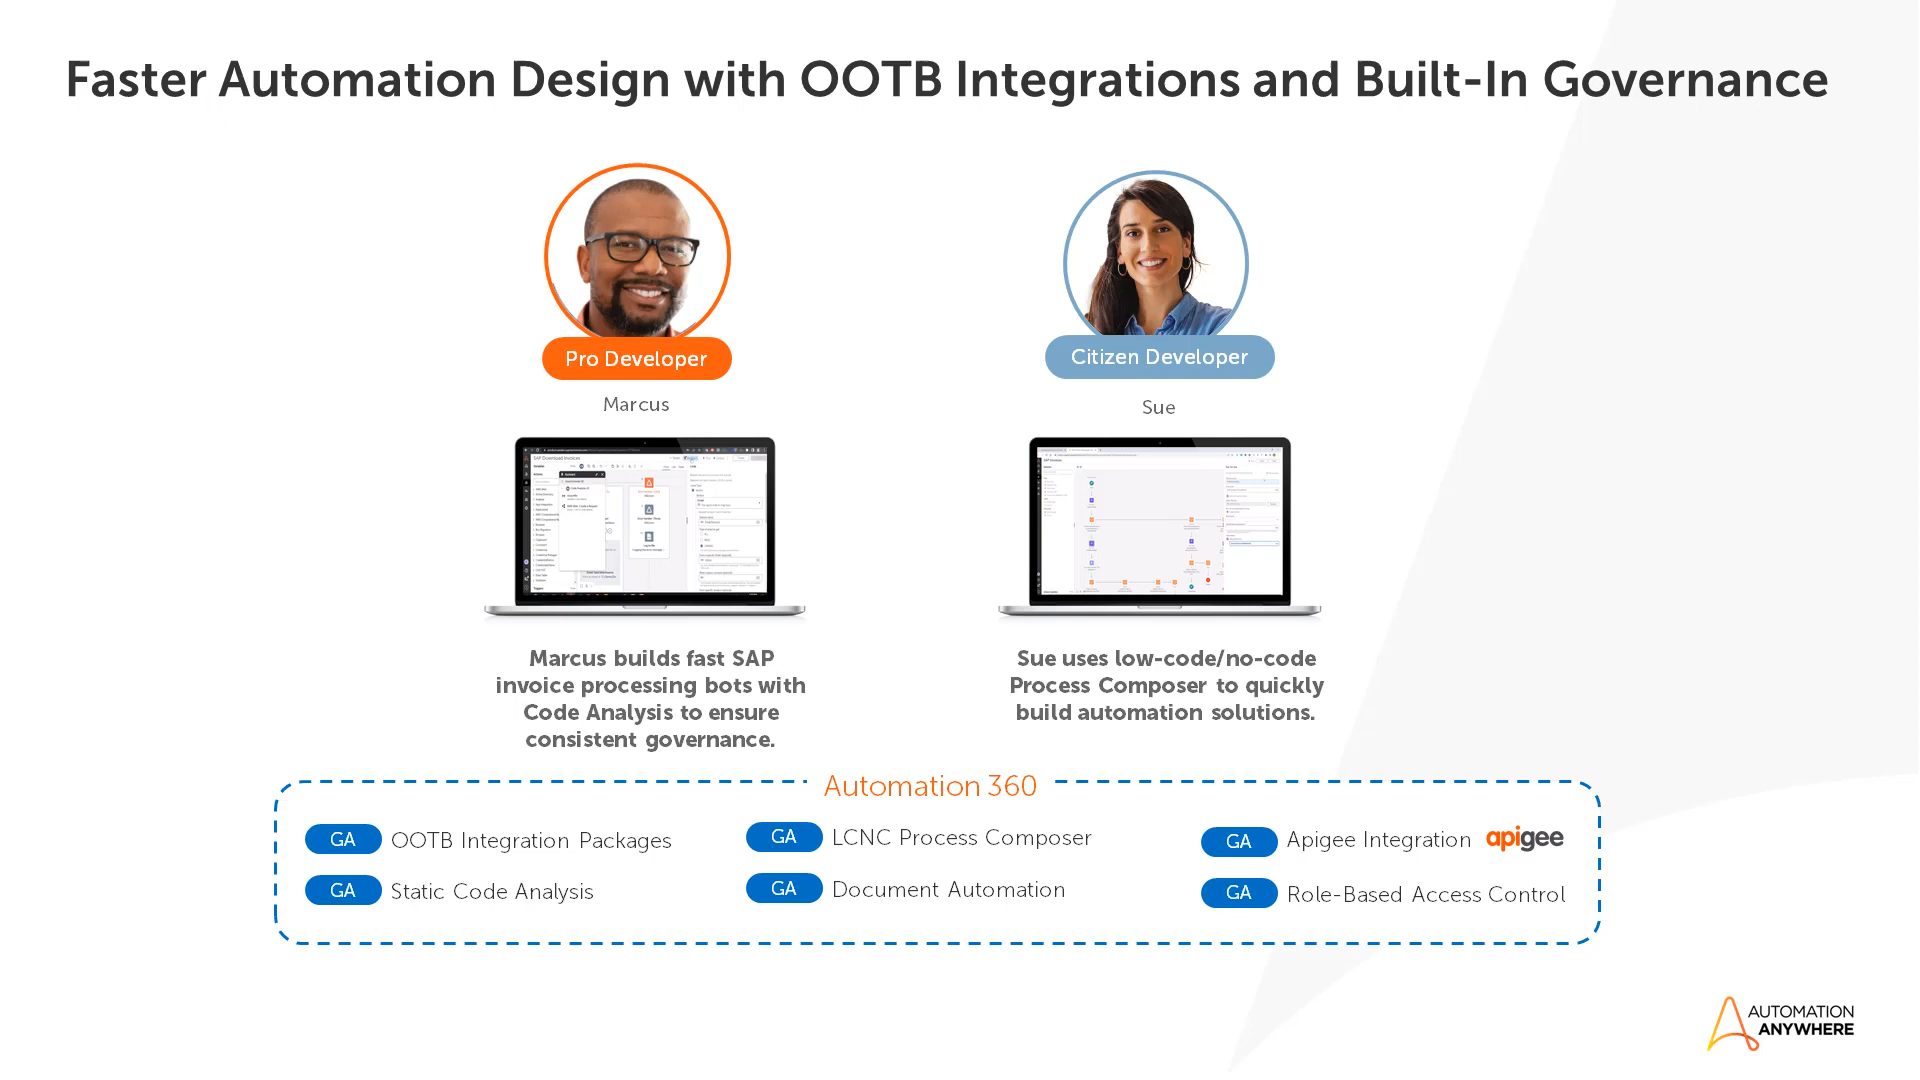 Faster Automation Design with OOTB Integrations and Built-In Governance
Pro Developer
Marcus
SAP Download Invoices
Marcus builds fast SAP
invoice processing bots with
Code Analysis to ensure
consistent governance.
Citizen Developer
Sue
Sue uses low-code/no-code
Process Composer to quickly
build automation solutions.
Automation 360
GA OOTB Integration Packages
GA Static Code Analysis
GA LCNC Process Composer
GA Document Automation
GA Apigee Integration apigee
GA Role-Based Access Control
AUTOMATION
ANYWHERE